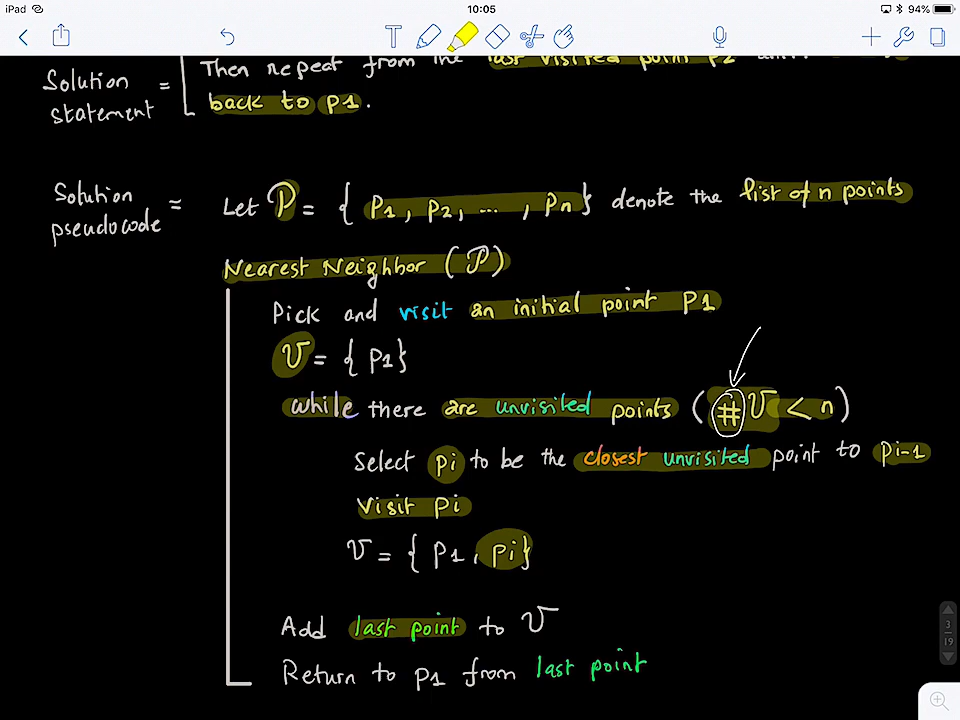 iPad 10:05 94%
T
Then repeat from the last visited point P2
Solution statement =
back to p1.
Solution pseudocode =
Let P = { P1, P2, ... , Pn } denote the list of n points
Nearest Neighbor (P)
Pick and visit an initial point P1
V = { P1}
while there are unvisited points (#V < n)
Select pi to be the closest unvisited point to pi-1
Visit pi
V = { P1, pi}
Add last point to V
Return to p1 from last point
3
19